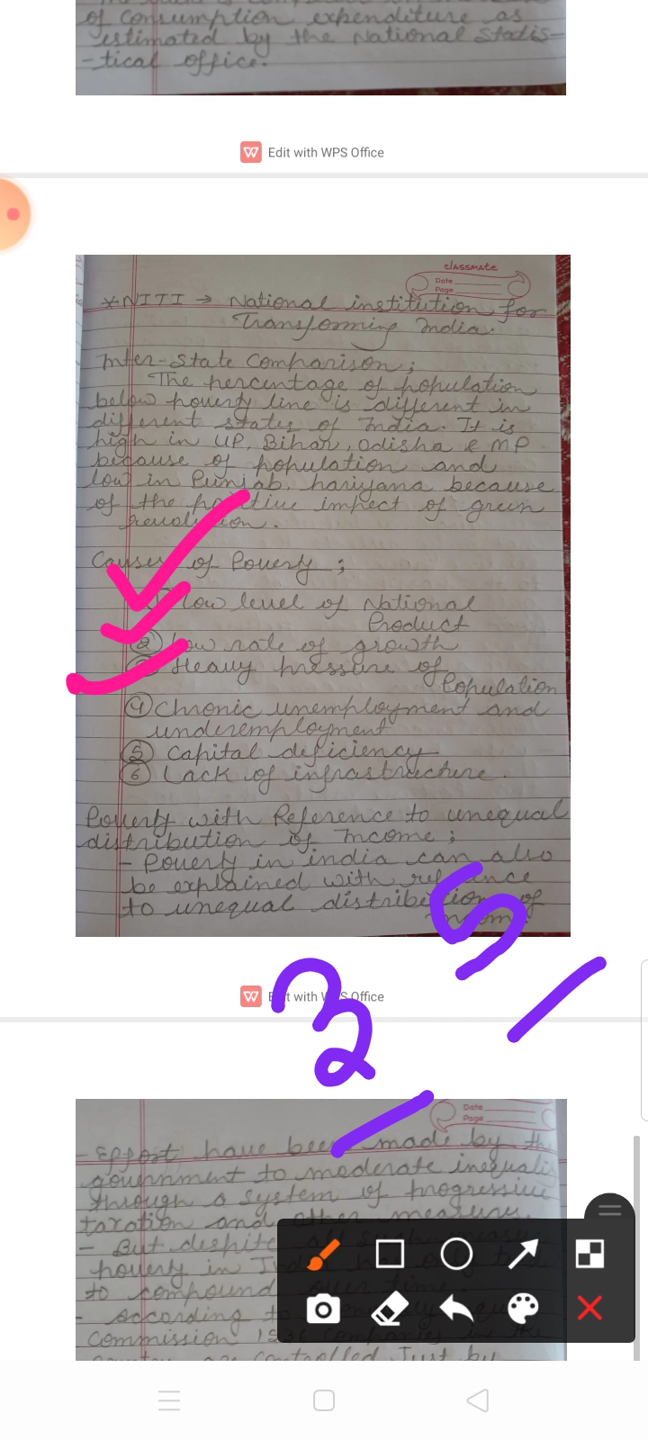 of consumption expenditure as
estimated by the National Statis-
-tical office.
Edit with WPS Office
classmate
Date
Page
*NITI → National institution for
Transforming India.
Inter-State Comparison;
The percentage of population
below poverty line is different in
different states of India. It is
high in UP, Bihar, Odisha & MP
because of population and
low in Punjab, hariyana because
of the positive impect of green
revolution.
Causes of Poverty ;
low level of National
Product
② Low rate of growth
Heavy pressure of
Population
④ Chronic unemployment and
underemployment
⑤ Capital deficiency
⑥ Lack of infrastructure.
Poverty with Reference to unequal
distribution of Income ;
- Poverty in india can also
be explained with
to unequal distribution of
5
Edit with WPS Office
Date
Page
- Effort have been made by the
government to moderate
through a system of progressive
taxation and other
- But despite
poverty in
to compound over time.
- according to
Commission
controlled Just by